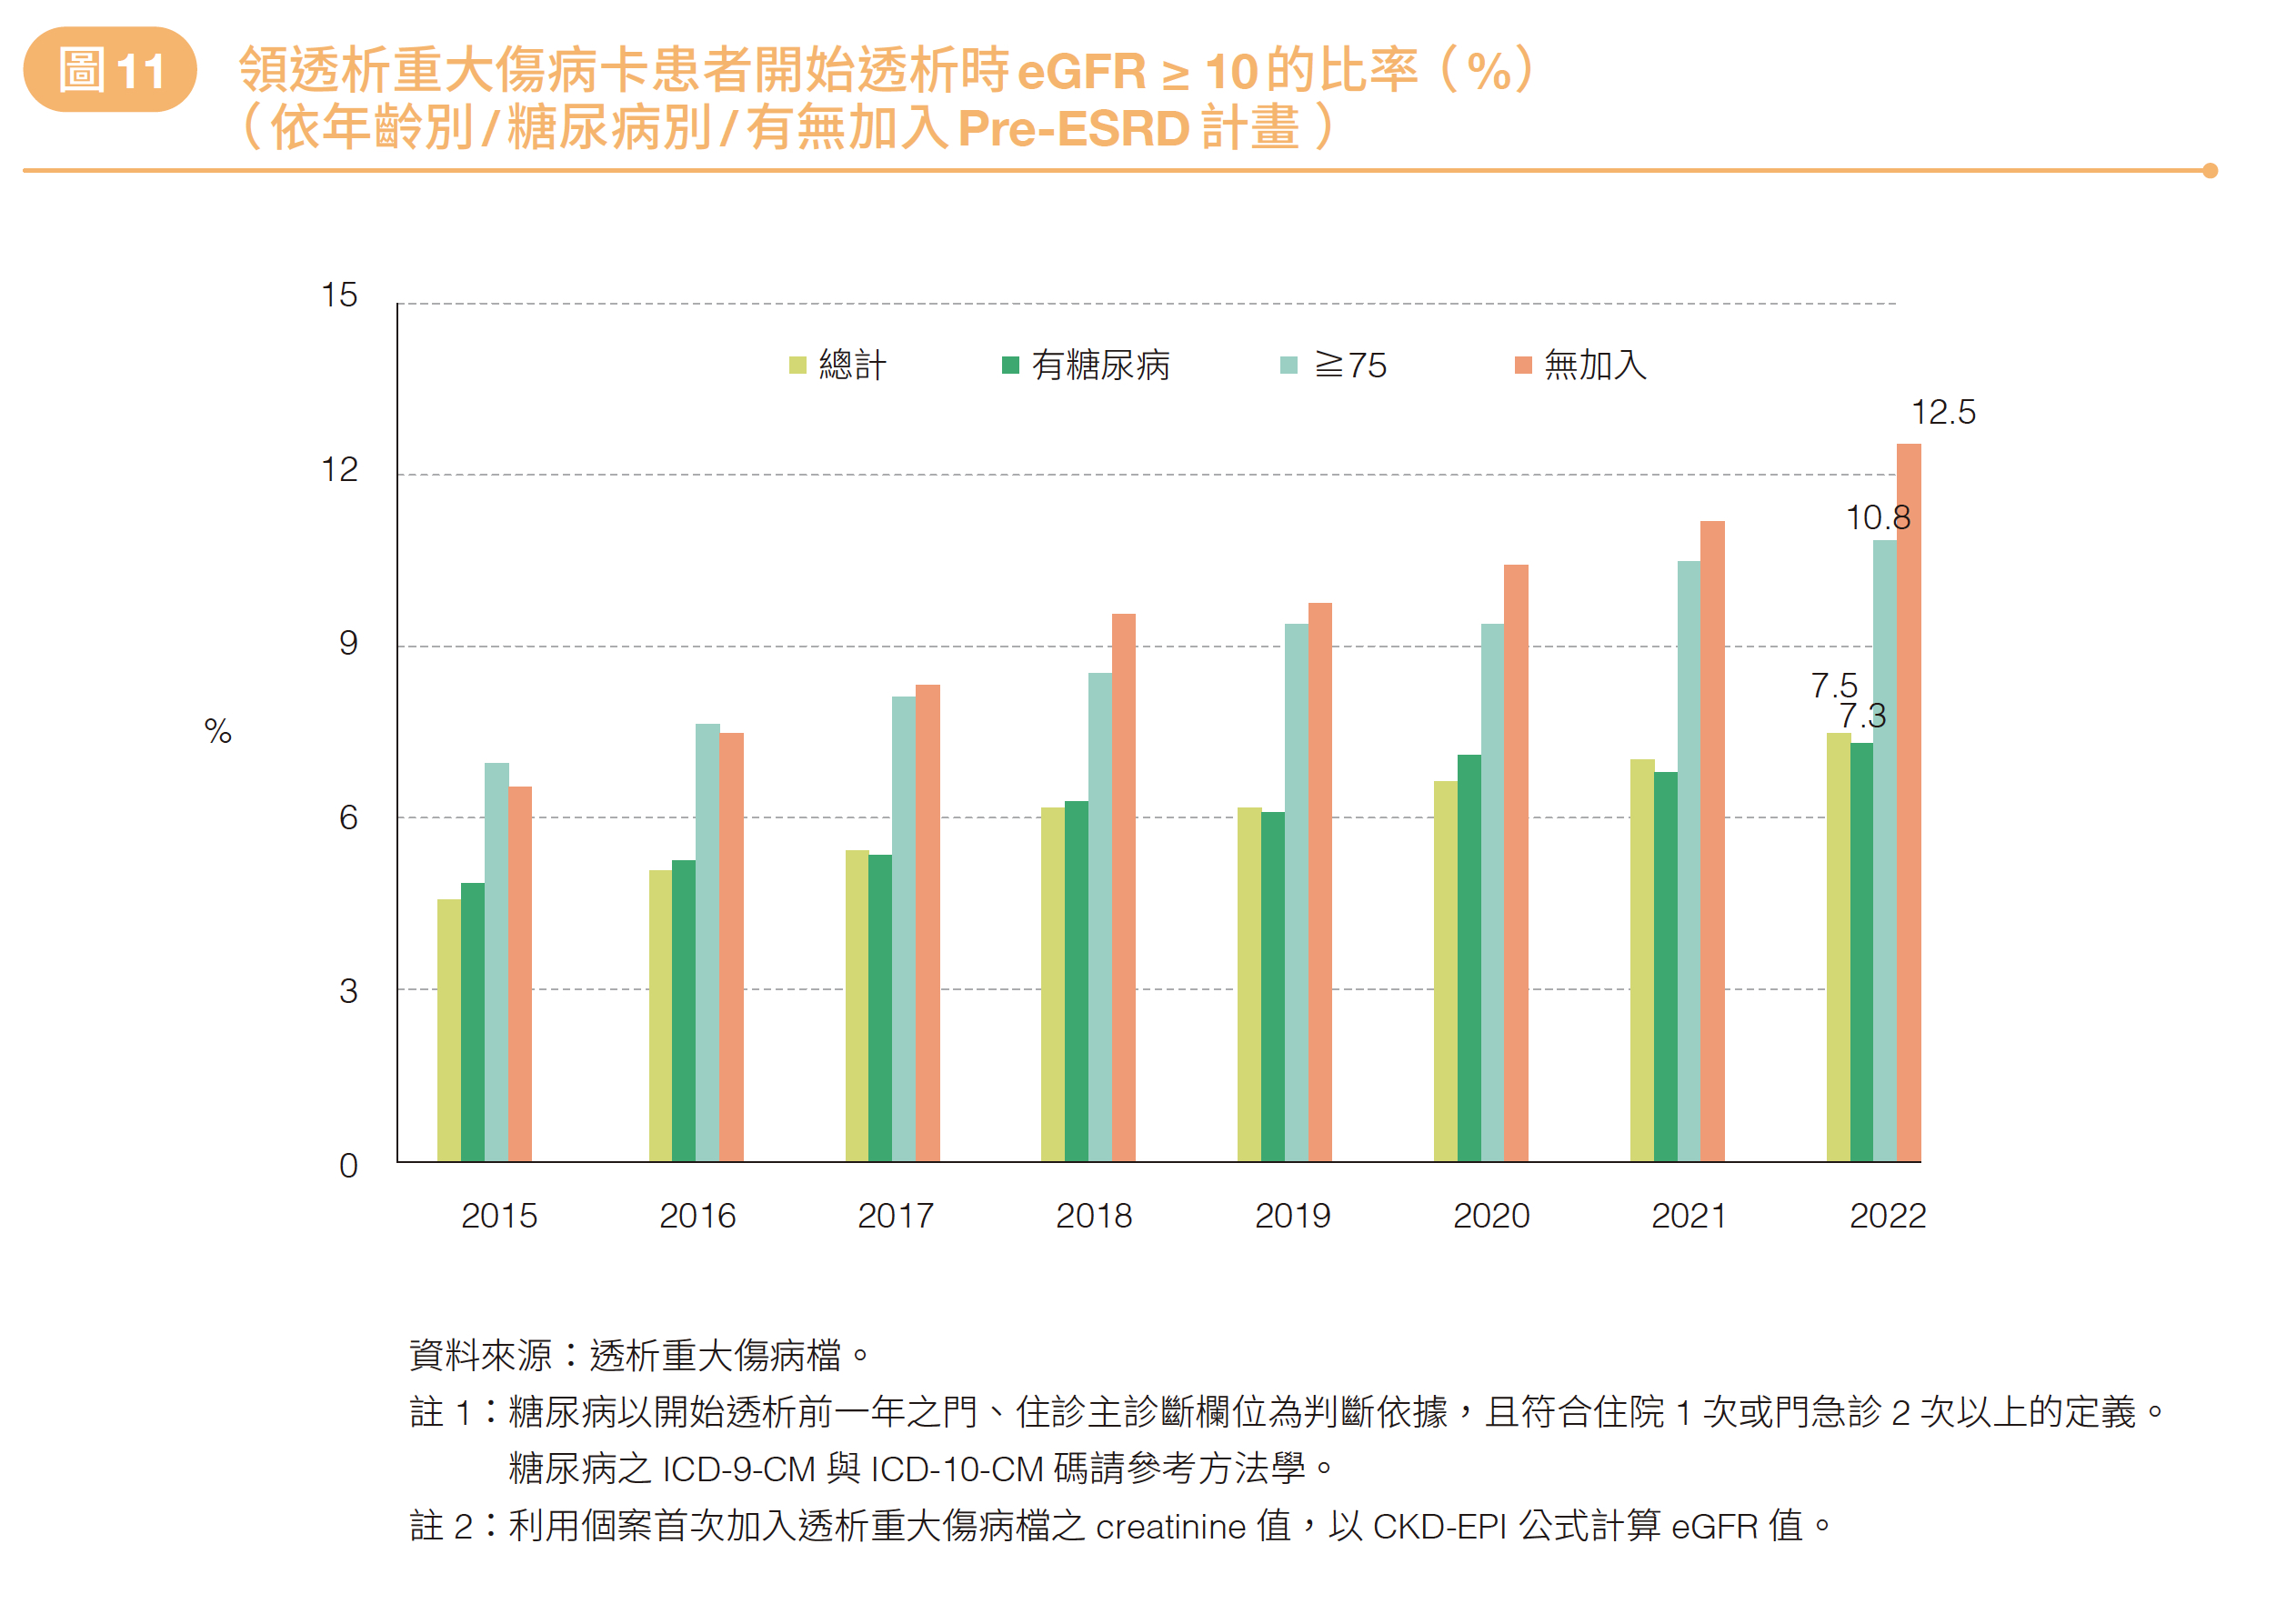 圖 11
領透析重大傷病卡患者開始透析時 eGFR ≥ 10 的比率（%）
（依年齡別/糖尿病別/有無加入 Pre-ESRD 計畫）
15
總計 有糖尿病 ≧75 無加入
12.5
12
10.8
9
7.5
7.3
%
6
3
0
2015 2016 2017 2018 2019 2020 2021 2022
資料來源：透析重大傷病檔。
註 1：糖尿病以開始透析前一年之門、住診主診斷欄位為判斷依據，且符合住院 1 次或門急診 2 次以上的定義。
糖尿病之 ICD-9-CM 與 ICD-10-CM 碼請參考方法學。
註 2：利用個案首次加入透析重大傷病檔之 creatinine 值，以 CKD-EPI 公式計算 eGFR 值。